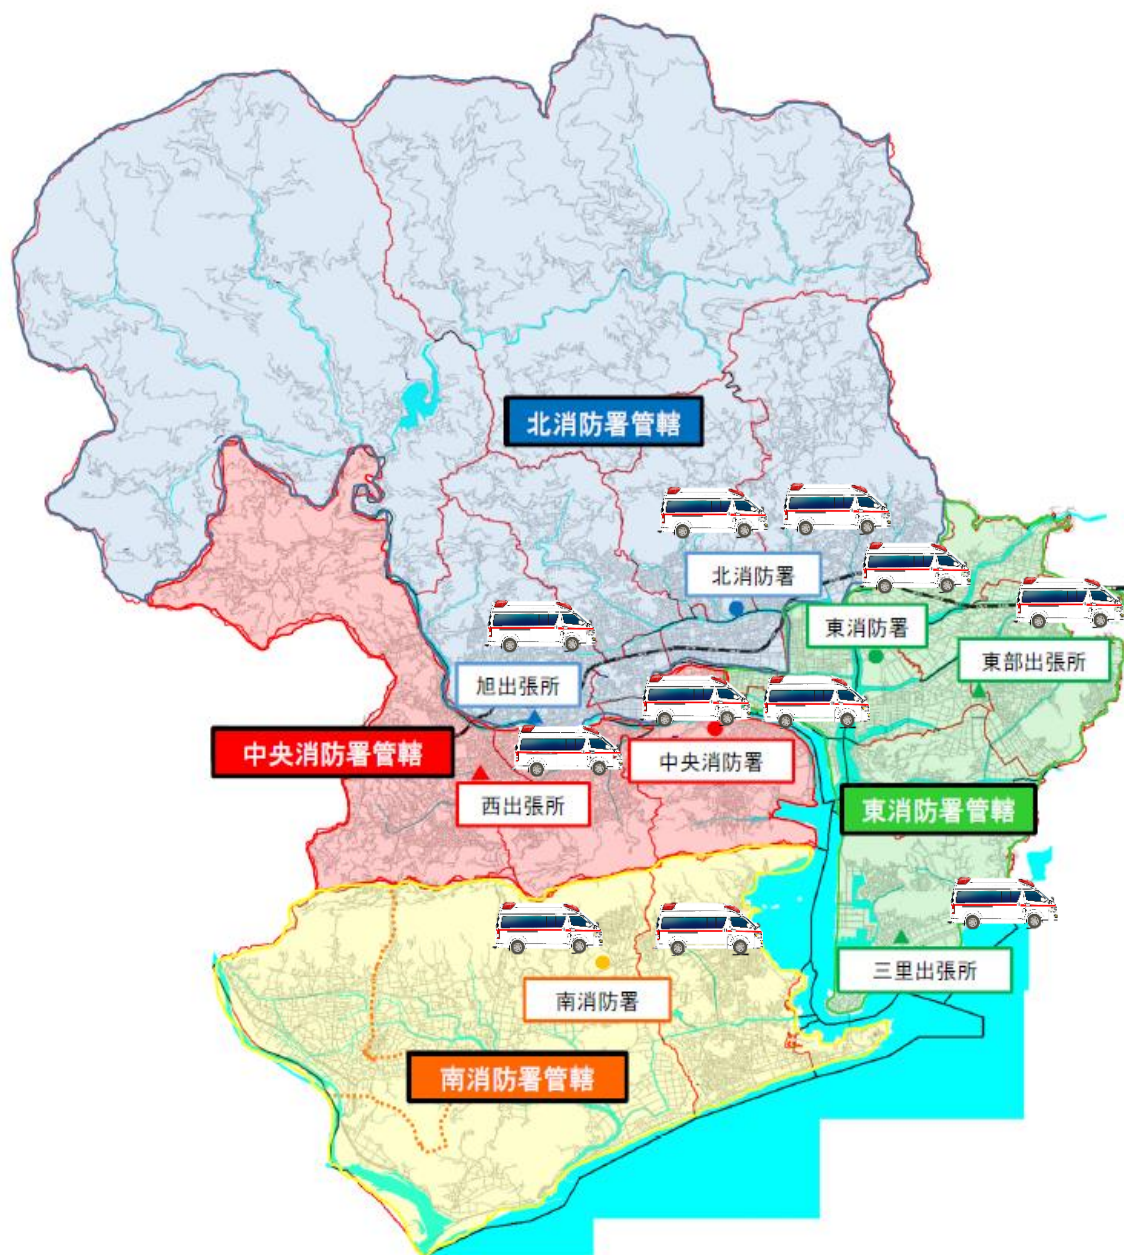 北消防署管轄
北消防署
東消防署
東部出張所
旭出張所
中央消防署管轄
中央消防署
西出張所
東消防署管轄
三里出張所
南消防署
南消防署管轄